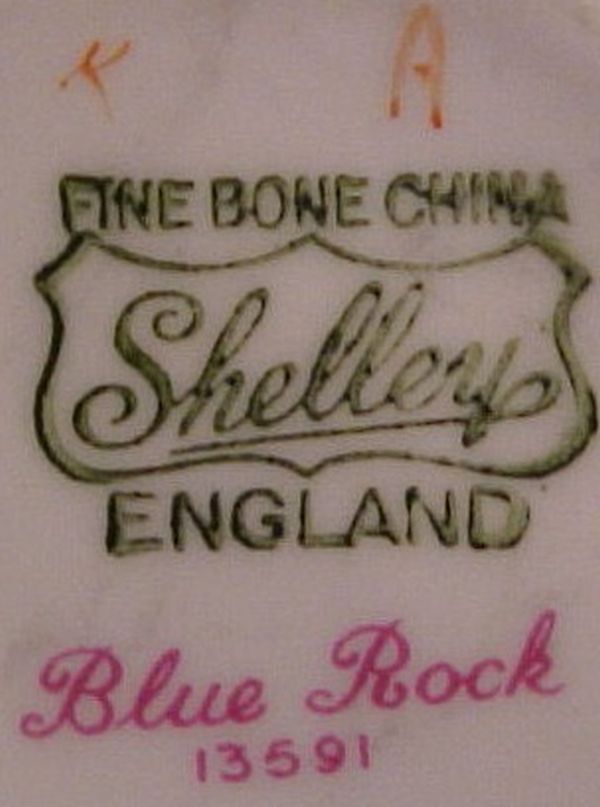 K A
FINE BONE CHINA
Shelley
ENGLAND
Blue Rock
13591